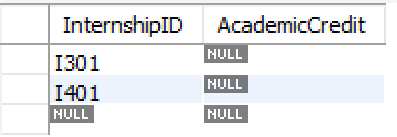 InternshipID AcademicCredit
I301 NULL
I401 NULL
NULL NULL